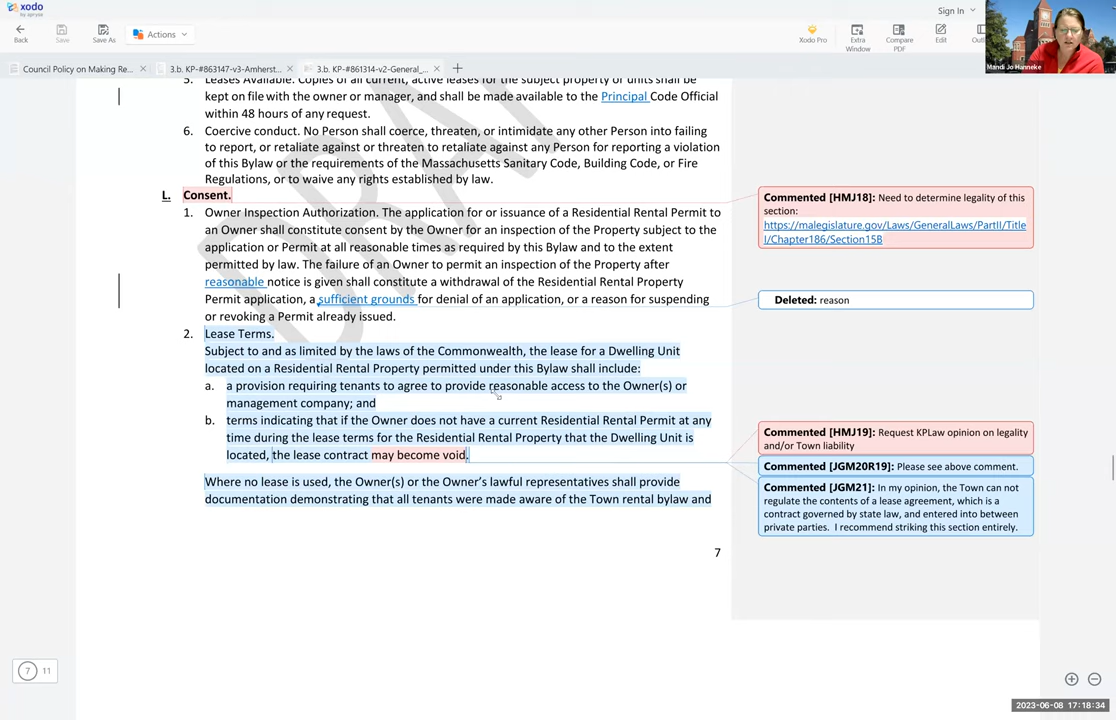 xodo
by apryse
Sign In
Back
Save
Save As
Actions
Xodo Pro
Extra
Window
Compare
PDF
Edit
Mandi Jo Hanneke
Council Policy on Making Re...
3.b. KP-#863147-v3-Amherst...
3.b. KP-#861314-v2-General_...
5. Leases Available. Copies of all current, active leases for the subject property or units shall be
kept on file with the owner or manager, and shall be made available to the Principal Code Official
within 48 hours of any request.
6. Coercive conduct. No Person shall coerce, threaten, or intimidate any other Person into failing
to report, or retaliate against or threaten to retaliate against any Person for reporting a violation
of this Bylaw or the requirements of the Massachusetts Sanitary Code, Building Code, or Fire
Regulations, or to waive any rights established by law.
L. Consent.
1. Owner Inspection Authorization. The application for or issuance of a Residential Rental Permit to
an Owner shall constitute consent by the Owner for an inspection of the Property subject to the
application or Permit at all reasonable times as required by this Bylaw and to the extent
permitted by law. The failure of an Owner to permit an inspection of the Property after
reasonable notice is given shall constitute a withdrawal of the Residential Rental Property
Permit application, a sufficient grounds for denial of an application, or a reason for suspending
or revoking a Permit already issued.
2. Lease Terms.
Subject to and as limited by the laws of the Commonwealth, the lease for a Dwelling Unit
located on a Residential Rental Property permitted under this Bylaw shall include:
a. a provision requiring tenants to agree to provide reasonable access to the Owner(s) or
management company; and
b. terms indicating that if the Owner does not have a current Residential Rental Permit at any
time during the lease terms for the Residential Rental Property that the Dwelling Unit is
located, the lease contract may become void.
Where no lease is used, the Owner(s) or the Owner's lawful representatives shall provide
documentation demonstrating that all tenants were made aware of the Town rental bylaw and
7
Commented [HMJ18]: Need to determine legality of this
section:
https://malegislature.gov/Laws/GeneralLaws/PartII/Title
I/Chapter186/Section15B
Deleted: reason
Commented [HMJ19]: Request KPLaw opinion on legality
and/or Town liability
Commented [JGM20R19]: Please see above comment.
Commented [JGM21]: In my opinion, the Town can not
regulate the contents of a lease agreement, which is a
contract governed by state law, and entered into between
private parties. I recommend striking this section entirely.
7 11
2023-06-08 17:18:34